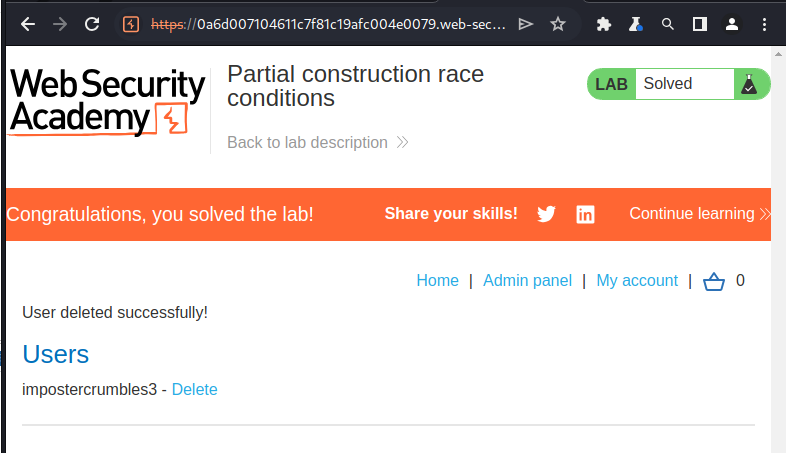 https://0a6d007104611c7f81c19afc004e0079.web-sec...
Web Security
Academy
Partial construction race
conditions
Back to lab description
LAB Solved
Congratulations, you solved the lab!
Share your skills!
Continue learning
Home | Admin panel | My account | 0
User deleted successfully!
Users
impostercrumbles3 - Delete